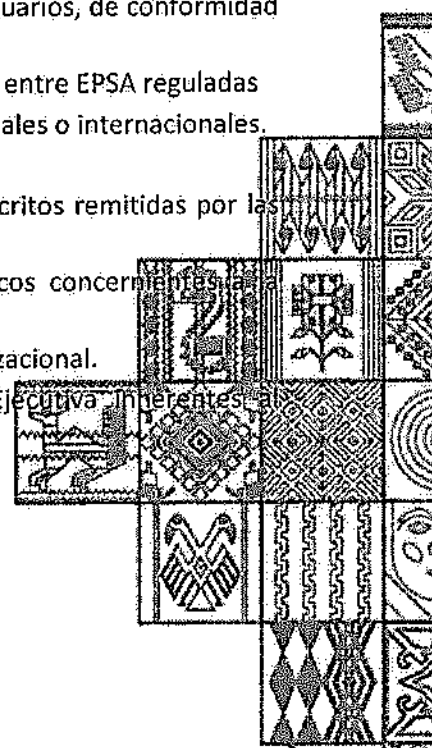 uarios, de conformidad
entre EPSA reguladas
ales o internacionales.
critos remitidas por las
cos concernientes a la
zacional.
Ejecutiva inherentes al